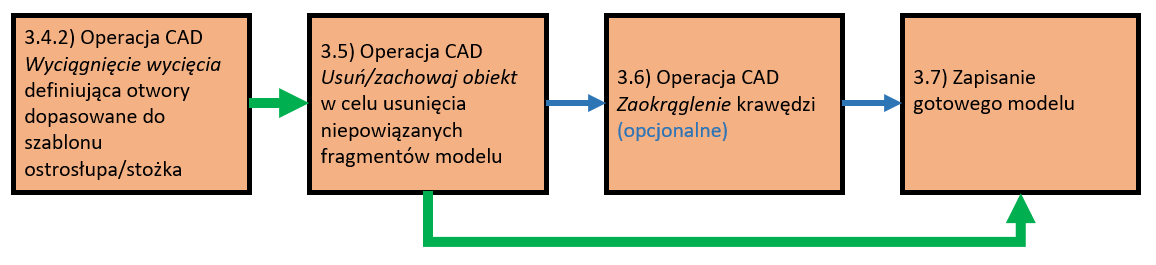 3.4.2) Operacja CAD
Wyciągnięcie wycięcia
definiująca otwory
dopasowane do
szablonu
ostrosłupa/stożka
3.5) Operacja CAD
Usuń/zachowaj obiekt
w celu usunięcia
niepowiązanych
fragmentów modelu
3.6) Operacja CAD
Zaokrąglenie krawędzi
(opcjonalne)
3.7) Zapisanie
gotowego modelu